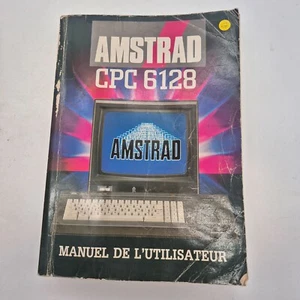 AMSTRAD
CPC 6128
AMSTRAD
MANUEL DE L'UTILISATEUR